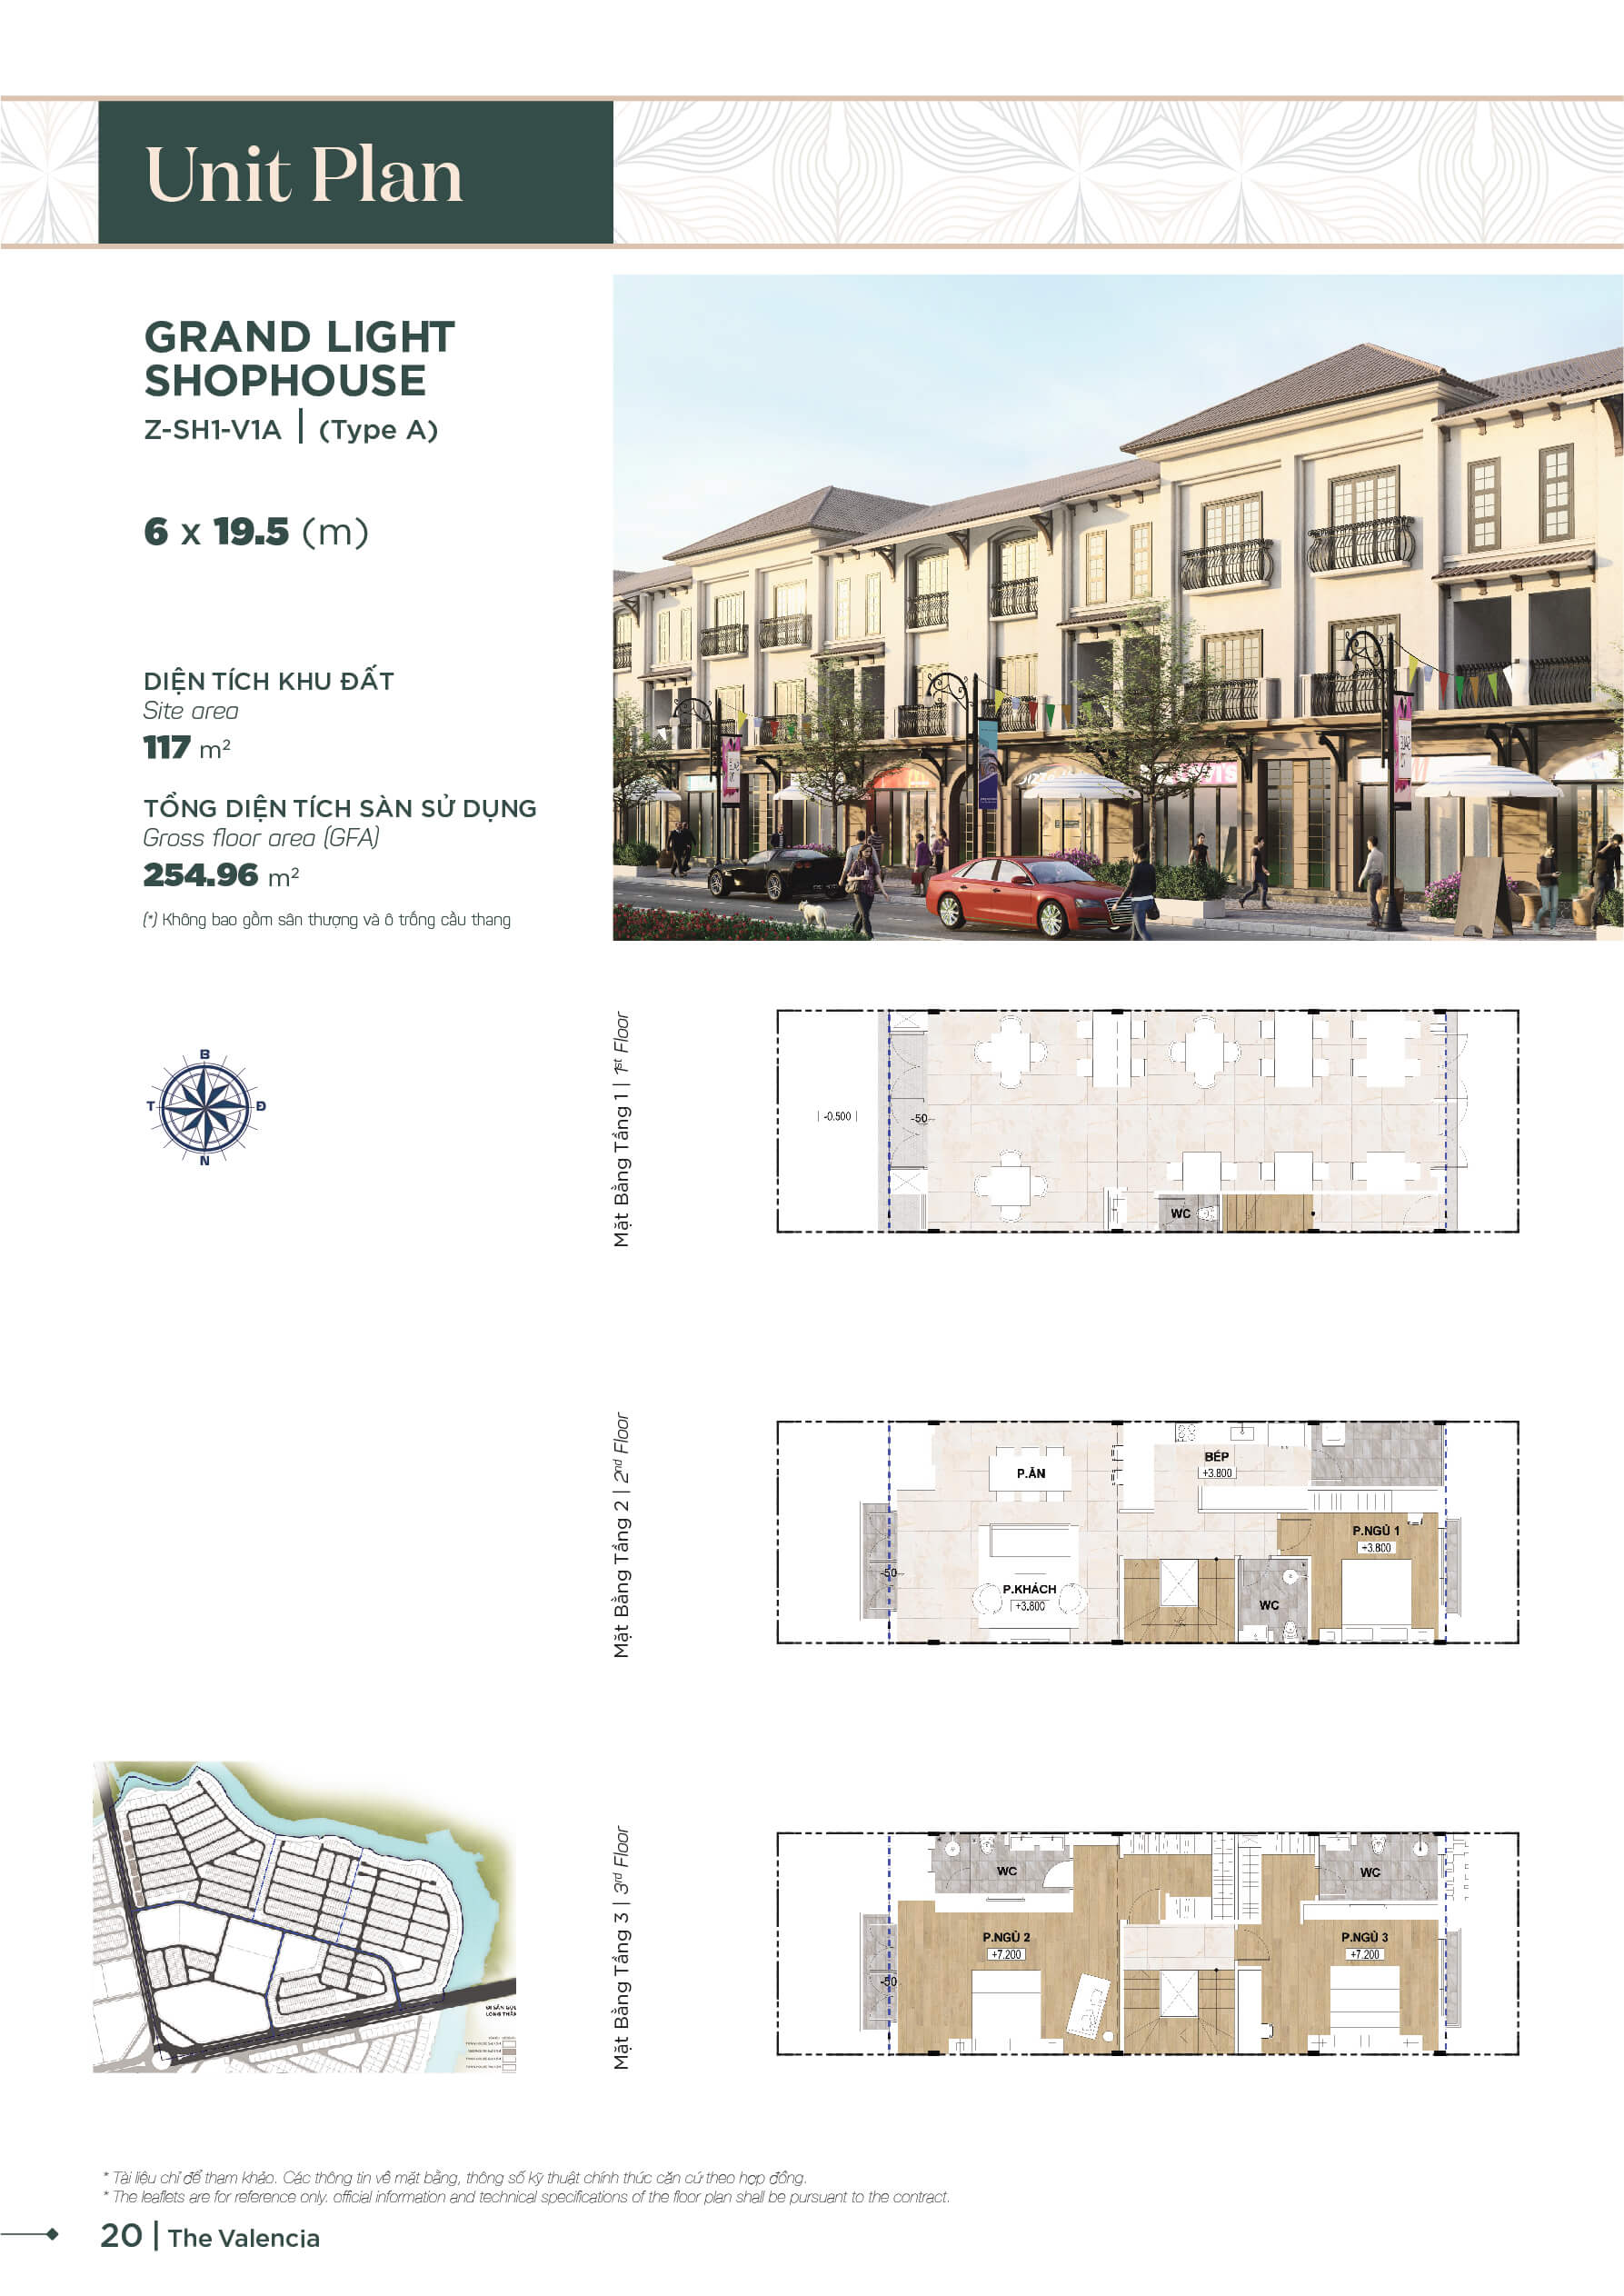 Unit Plan
GRAND LIGHT
SHOPHOUSE
Z-SH1-V1A | (Type A)
6 x 19.5 (m)
DIỆN TÍCH KHU ĐẤT
Site area
117 m²
TỔNG DIỆN TÍCH SÀN SỬ DỤNG
Gross floor area (GFA)
254.96 m²
(*) Không bao gồm sân thượng và ô trống cầu thang
B
T
Đ
N
Mặt Bằng Tầng 1 | 1st Floor
-0.500
-50
WC
Mặt Bằng Tầng 2 | 2nd Floor
P.ĂN
BẾP
+3.800
P.NGỦ 1
+3.800
-50
P.KHÁCH
+3.800
WC
Mặt Bằng Tầng 3 | 3rd Floor
WC
WC
P.NGỦ 2
+7.200
P.NGỦ 3
+7.200
-50
* Tài liệu chỉ để tham khảo. Các thông tin về mặt bằng, thông số kỹ thuật chính thức căn cứ theo hợp đồng.
* The leaflets are for reference only. official information and technical specifications of the floor plan shall be pursuant to the contract.
20 | The Valencia